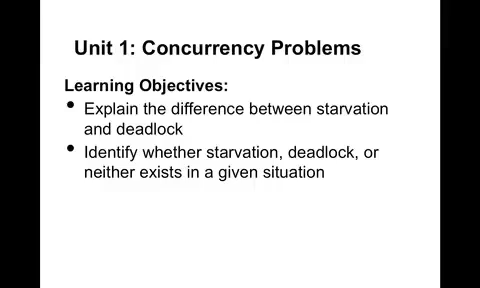 Unit 1: Concurrency Problems
Learning Objectives:
• Explain the difference between starvation
and deadlock
• Identify whether starvation, deadlock, or
neither exists in a given situation